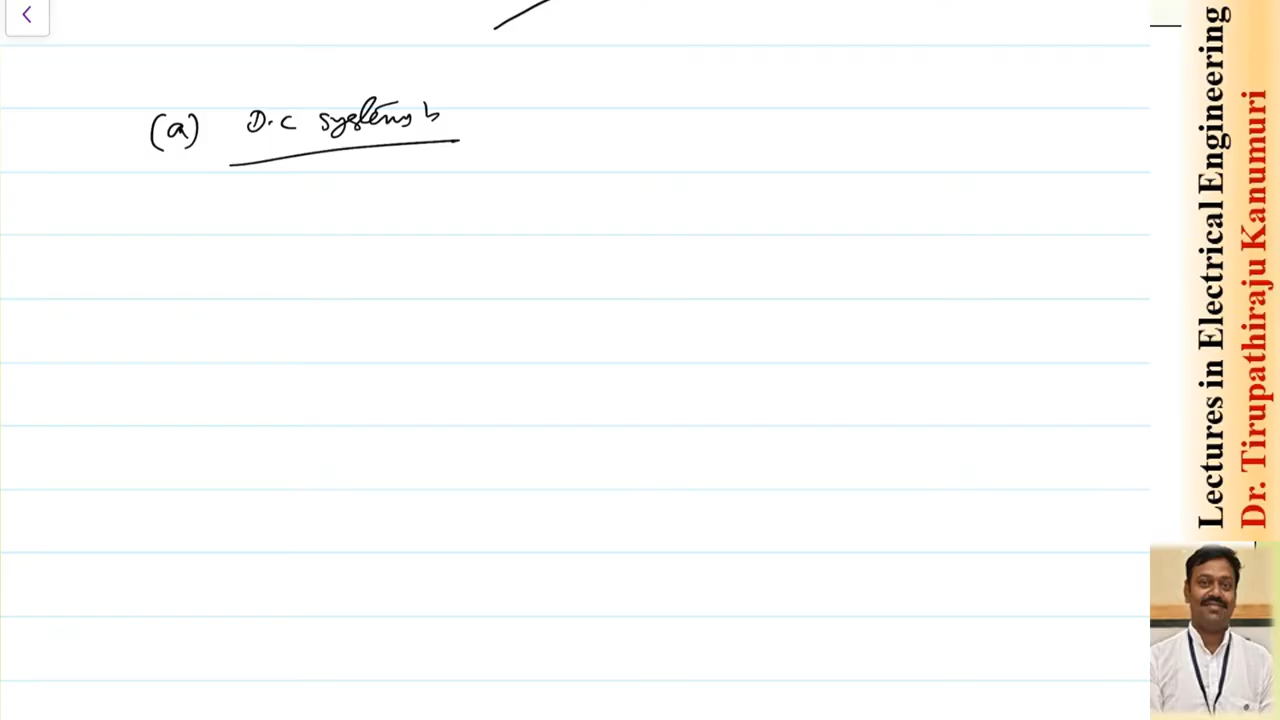 (a) D.C systems
Lectures in Electrical Engineering
Dr. Tirupathiraju Kanumuri